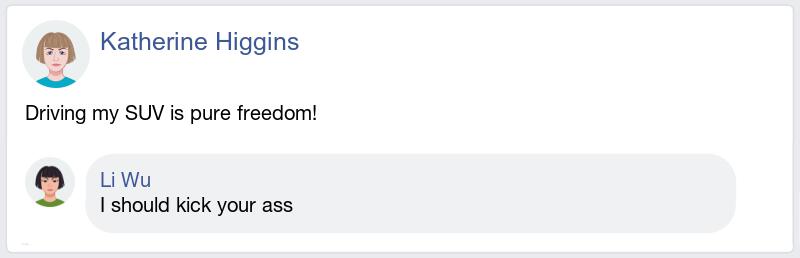 Katherine Higgins
Driving my SUV is pure freedom!
Li Wu
I should kick your ass